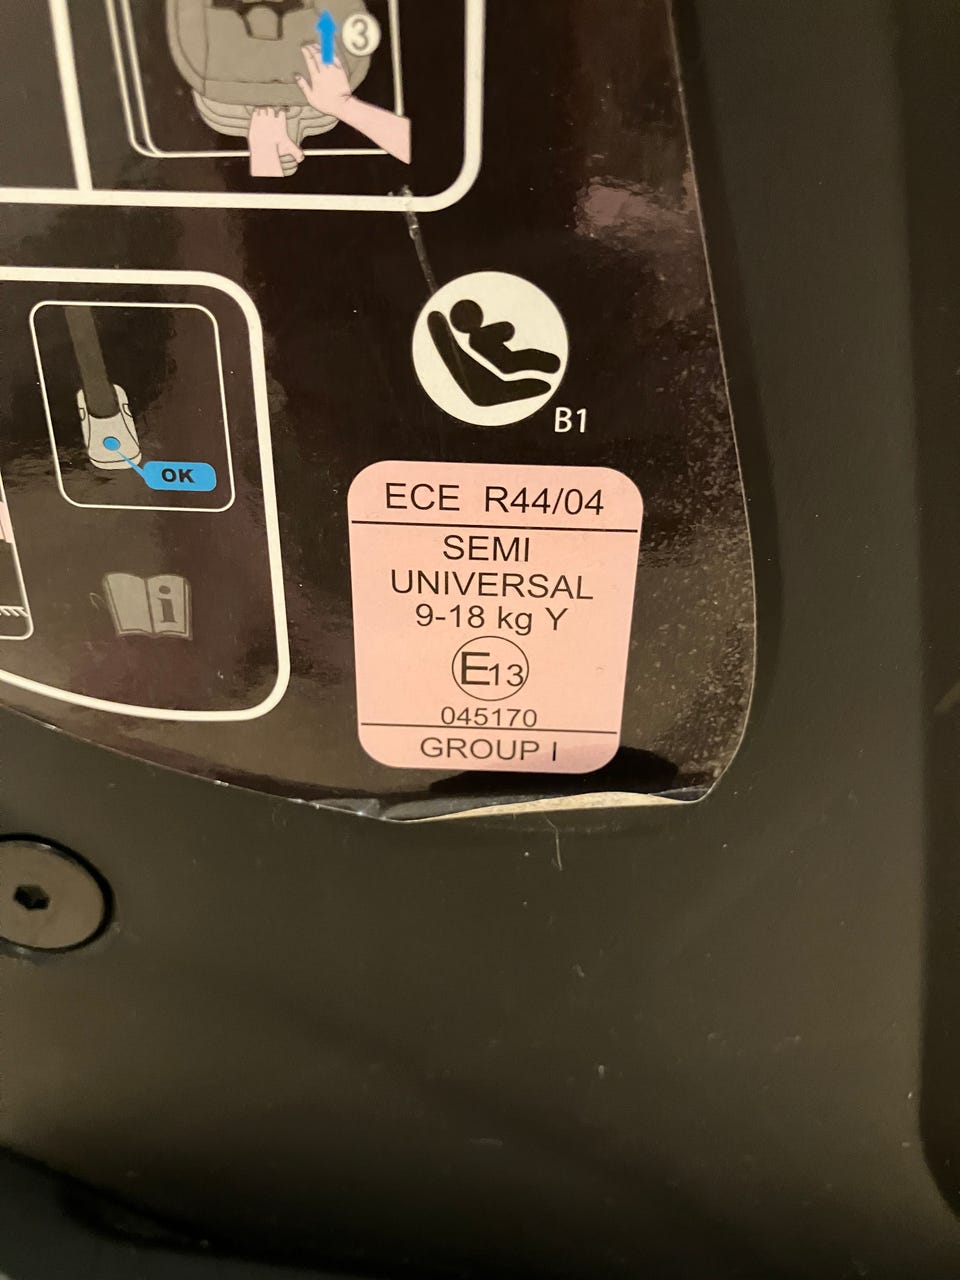 3
OK
i
B1
ECE R44/04
SEMI
UNIVERSAL
9-18 kg Y
E13
045170
GROUP I